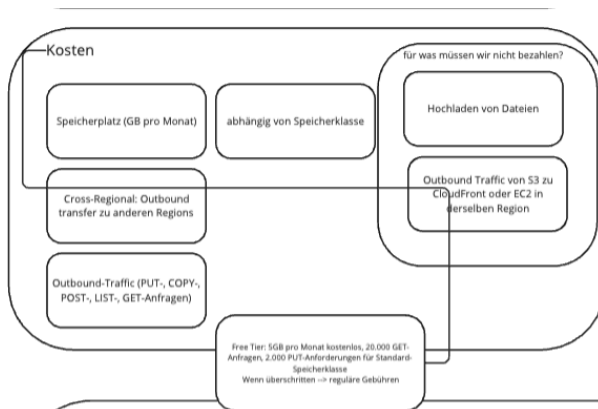 Kosten
für was müssen wir nicht bezahlen?
Speicherplatz (GB pro Monat)
abhängig von Speicherklasse
Hochladen von Dateien
Cross-Regional: Outbound
transfer zu anderen Regions
Outbound Traffic von S3 zu
CloudFront oder EC2 in
derselben Region
Outbound-Traffic (PUT-, COPY-,
POST-, LIST-, GET-Anfragen)
Free Tier: 5GB pro Monat kostenlos, 20.000 GET-
Anfragen, 2.000 PUT-Anforderungen für Standard-
Speicherklasse
Wenn überschritten --> reguläre Gebühren